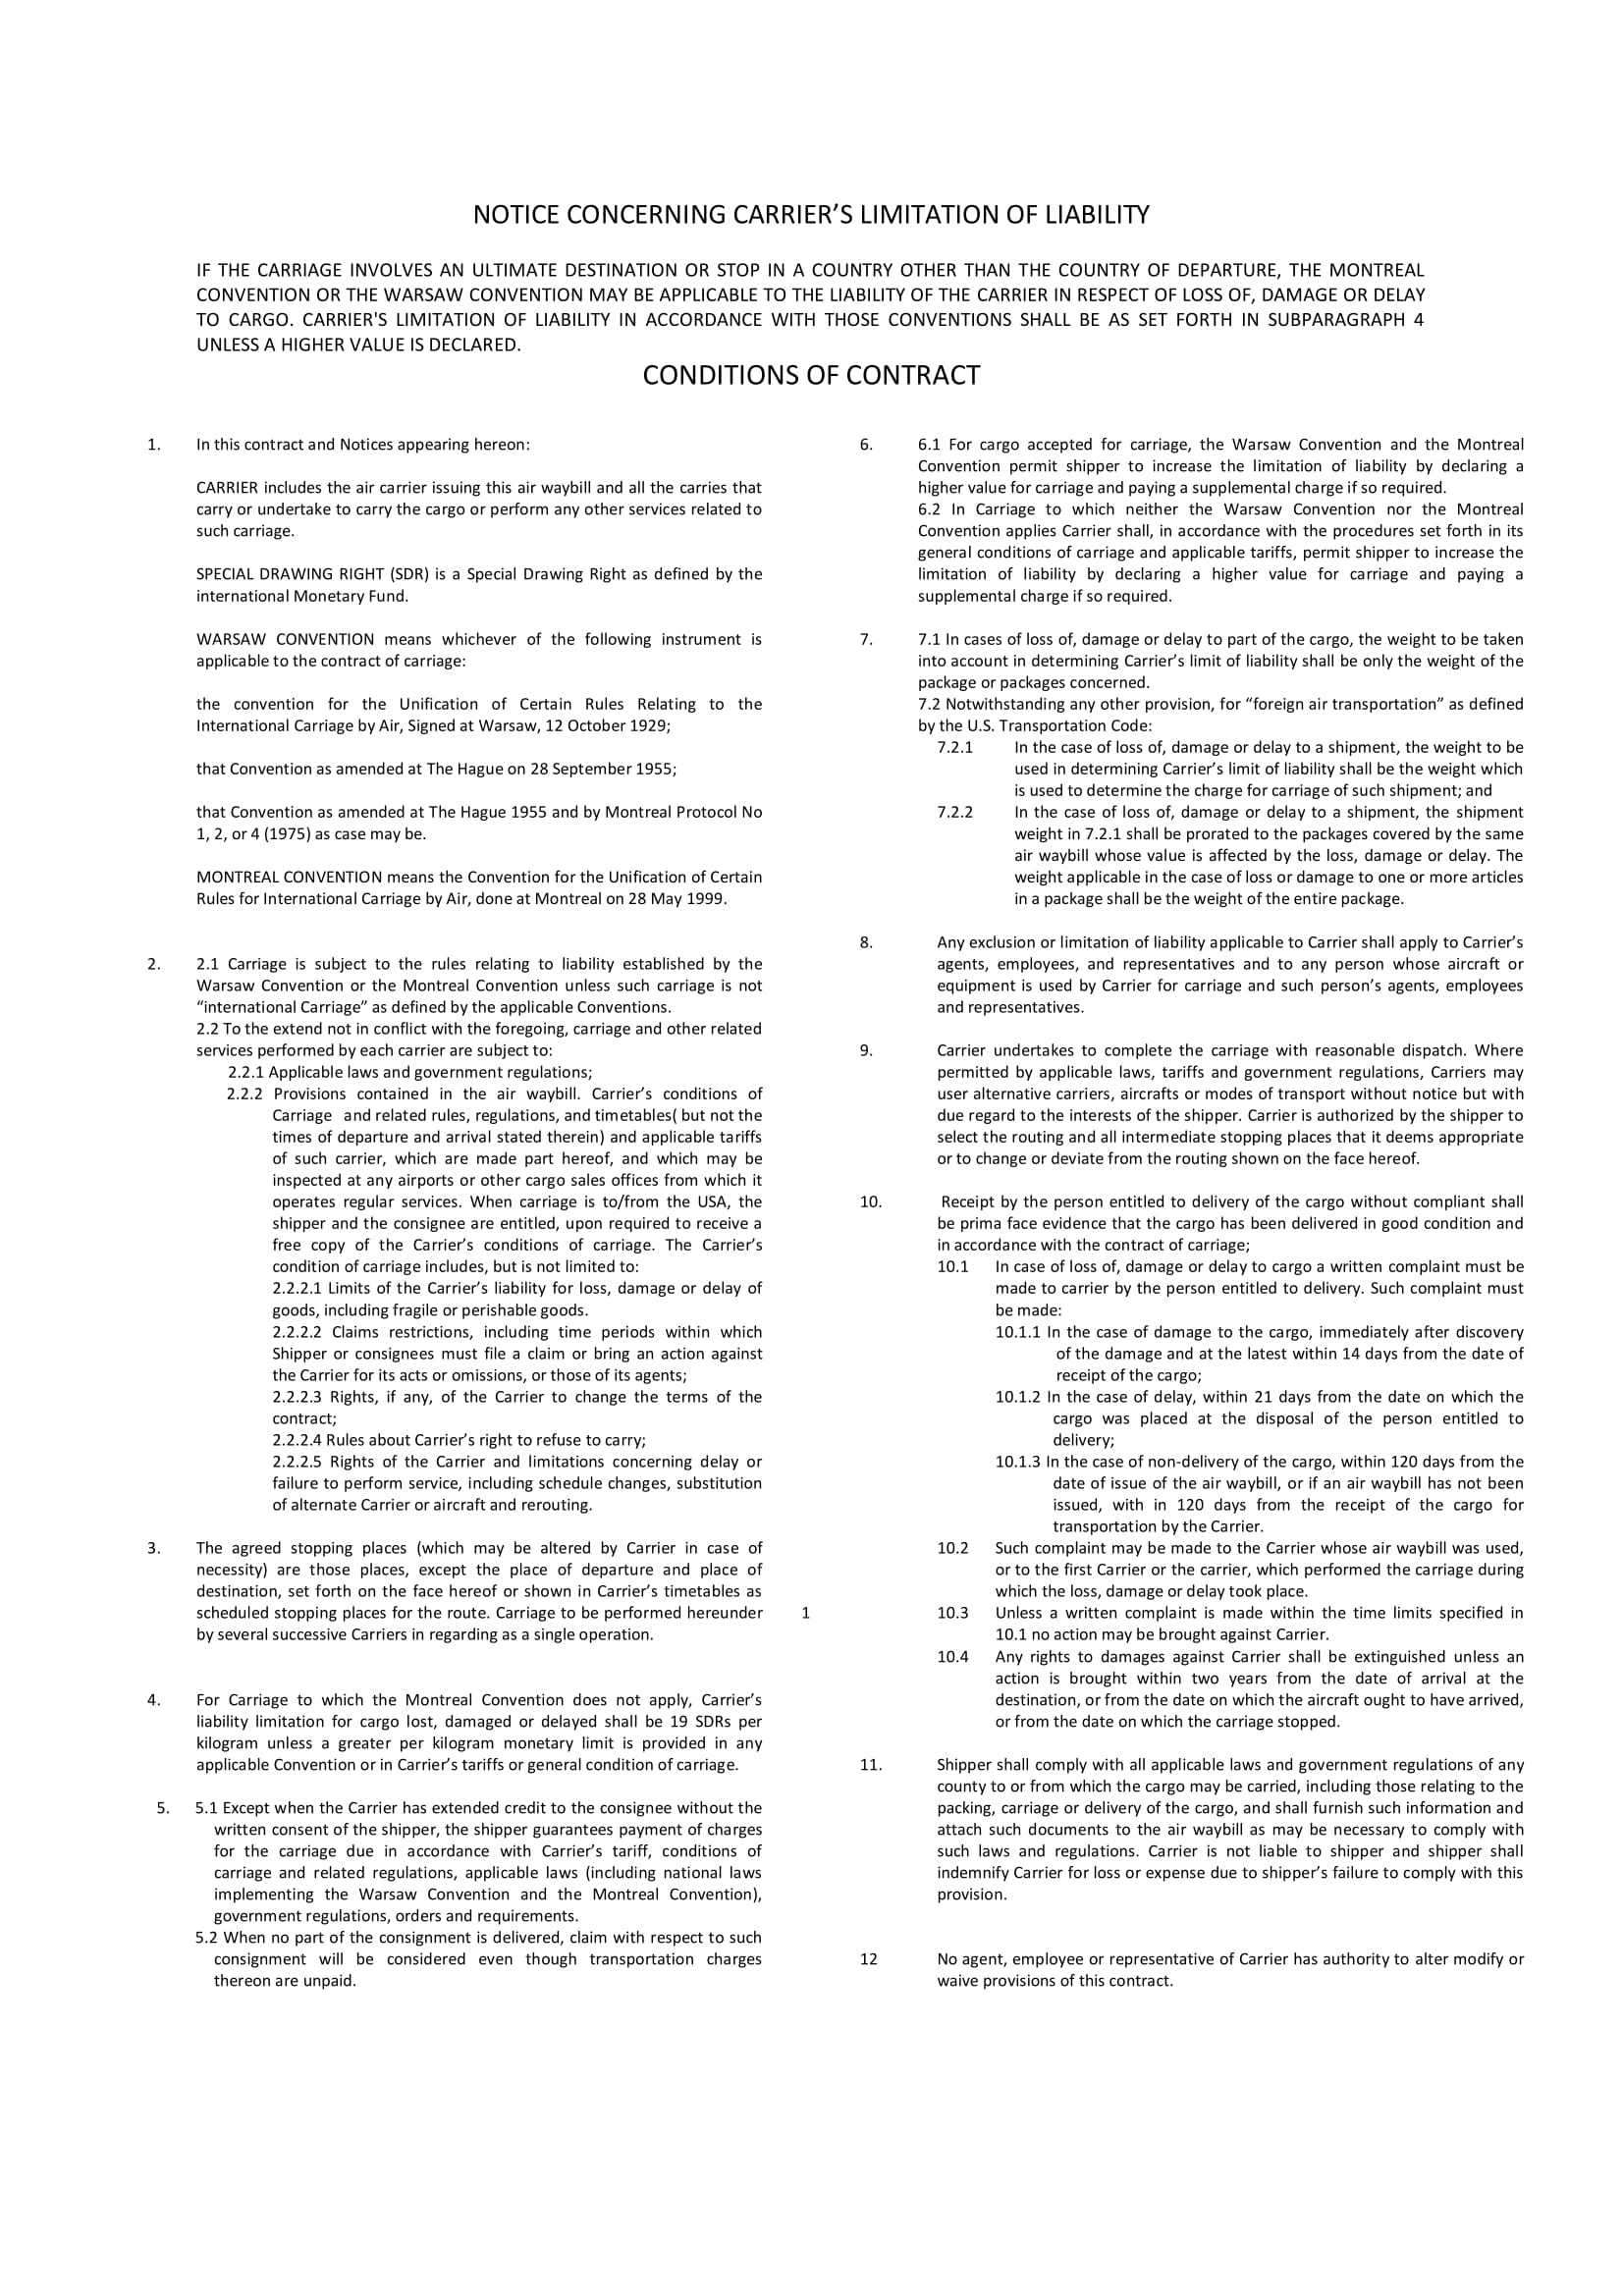 NOTICE CONCERNING CARRIER’S LIMITATION OF LIABILITY
IF THE CARRIAGE INVOLVES AN ULTIMATE DESTINATION OR STOP IN A COUNTRY OTHER THAN THE COUNTRY OF DEPARTURE, THE MONTREAL
CONVENTION OR THE WARSAW CONVENTION MAY BE APPLICABLE TO THE LIABILITY OF THE CARRIER IN RESPECT OF LOSS OF, DAMAGE OR DELAY
TO CARGO. CARRIER'S LIMITATION OF LIABILITY IN ACCORDANCE WITH THOSE CONVENTIONS SHALL BE AS SET FORTH IN SUBPARAGRAPH 4
UNLESS A HIGHER VALUE IS DECLARED.
CONDITIONS OF CONTRACT
1. In this contract and Notices appearing hereon:
CARRIER includes the air carrier issuing this air waybill and all the carries that
carry or undertake to carry the cargo or perform any other services related to
such carriage.
SPECIAL DRAWING RIGHT (SDR) is a Special Drawing Right as defined by the
international Monetary Fund.
WARSAW CONVENTION means whichever of the following instrument is
applicable to the contract of carriage:
the convention for the Unification of Certain Rules Relating to the
International Carriage by Air, Signed at Warsaw, 12 October 1929;
that Convention as amended at The Hague on 28 September 1955;
that Convention as amended at The Hague 1955 and by Montreal Protocol No
1, 2, or 4 (1975) as case may be.
MONTREAL CONVENTION means the Convention for the Unification of Certain
Rules for International Carriage by Air, done at Montreal on 28 May 1999.
2. 2.1 Carriage is subject to the rules relating to liability established by the
Warsaw Convention or the Montreal Convention unless such carriage is not
“international Carriage” as defined by the applicable Conventions.
2.2 To the extend not in conflict with the foregoing, carriage and other related
services performed by each carrier are subject to:
2.2.1 Applicable laws and government regulations;
2.2.2 Provisions contained in the air waybill. Carrier’s conditions of
Carriage and related rules, regulations, and timetables( but not the
times of departure and arrival stated therein) and applicable tariffs
of such carrier, which are made part hereof, and which may be
inspected at any airports or other cargo sales offices from which it
operates regular services. When carriage is to/from the USA, the
shipper and the consignee are entitled, upon required to receive a
free copy of the Carrier’s conditions of carriage. The Carrier’s
condition of carriage includes, but is not limited to:
2.2.2.1 Limits of the Carrier’s liability for loss, damage or delay of
goods, including fragile or perishable goods.
2.2.2.2 Claims restrictions, including time periods within which
Shipper or consignees must file a claim or bring an action against
the Carrier for its acts or omissions, or those of its agents;
2.2.2.3 Rights, if any, of the Carrier to change the terms of the
contract;
2.2.2.4 Rules about Carrier’s right to refuse to carry;
2.2.2.5 Rights of the Carrier and limitations concerning delay or
failure to perform service, including schedule changes, substitution
of alternate Carrier or aircraft and rerouting.
3. The agreed stopping places (which may be altered by Carrier in case of
necessity) are those places, except the place of departure and place of
destination, set forth on the face hereof or shown in Carrier’s timetables as
scheduled stopping places for the route. Carriage to be performed hereunder
by several successive Carriers in regarding as a single operation.
4. For Carriage to which the Montreal Convention does not apply, Carrier’s
liability limitation for cargo lost, damaged or delayed shall be 19 SDRs per
kilogram unless a greater per kilogram monetary limit is provided in any
applicable Convention or in Carrier’s tariffs or general condition of carriage.
5. 5.1 Except when the Carrier has extended credit to the consignee without the
written consent of the shipper, the shipper guarantees payment of charges
for the carriage due in accordance with Carrier’s tariff, conditions of
carriage and related regulations, applicable laws (including national laws
implementing the Warsaw Convention and the Montreal Convention),
government regulations, orders and requirements.
5.2 When no part of the consignment is delivered, claim with respect to such
consignment will be considered even though transportation charges
thereon are unpaid.
1
6. 6.1 For cargo accepted for carriage, the Warsaw Convention and the Montreal
Convention permit shipper to increase the limitation of liability by declaring a
higher value for carriage and paying a supplemental charge if so required.
6.2 In Carriage to which neither the Warsaw Convention nor the Montreal
Convention applies Carrier shall, in accordance with the procedures set forth in its
general conditions of carriage and applicable tariffs, permit shipper to increase the
limitation of liability by declaring a higher value for carriage and paying a
supplemental charge if so required.
7. 7.1 In cases of loss of, damage or delay to part of the cargo, the weight to be taken
into account in determining Carrier’s limit of liability shall be only the weight of the
package or packages concerned.
7.2 Notwithstanding any other provision, for “foreign air transportation” as defined
by the U.S. Transportation Code:
7.2.1 In the case of loss of, damage or delay to a shipment, the weight to be
used in determining Carrier’s limit of liability shall be the weight which
is used to determine the charge for carriage of such shipment; and
7.2.2 In the case of loss of, damage or delay to a shipment, the shipment
weight in 7.2.1 shall be prorated to the packages covered by the same
air waybill whose value is affected by the loss, damage or delay. The
weight applicable in the case of loss or damage to one or more articles
in a package shall be the weight of the entire package.
8. Any exclusion or limitation of liability applicable to Carrier shall apply to Carrier’s
agents, employees, and representatives and to any person whose aircraft or
equipment is used by Carrier for carriage and such person’s agents, employees
and representatives.
9. Carrier undertakes to complete the carriage with reasonable dispatch. Where
permitted by applicable laws, tariffs and government regulations, Carriers may
user alternative carriers, aircrafts or modes of transport without notice but with
due regard to the interests of the shipper. Carrier is authorized by the shipper to
select the routing and all intermediate stopping places that it deems appropriate
or to change or deviate from the routing shown on the face hereof.
10. Receipt by the person entitled to delivery of the cargo without compliant shall
be prima face evidence that the cargo has been delivered in good condition and
in accordance with the contract of carriage;
10.1 In case of loss of, damage or delay to cargo a written complaint must be
made to carrier by the person entitled to delivery. Such complaint must
be made:
10.1.1 In the case of damage to the cargo, immediately after discovery
of the damage and at the latest within 14 days from the date of
receipt of the cargo;
10.1.2 In the case of delay, within 21 days from the date on which the
cargo was placed at the disposal of the person entitled to
delivery;
10.1.3 In the case of non-delivery of the cargo, within 120 days from the
date of issue of the air waybill, or if an air waybill has not been
issued, with in 120 days from the receipt of the cargo for
transportation by the Carrier.
10.2 Such complaint may be made to the Carrier whose air waybill was used,
or to the first Carrier or the carrier, which performed the carriage during
which the loss, damage or delay took place.
10.3 Unless a written complaint is made within the time limits specified in
10.1 no action may be brought against Carrier.
10.4 Any rights to damages against Carrier shall be extinguished unless an
action is brought within two years from the date of arrival at the
destination, or from the date on which the aircraft ought to have arrived,
or from the date on which the carriage stopped.
11. Shipper shall comply with all applicable laws and government regulations of any
county to or from which the cargo may be carried, including those relating to the
packing, carriage or delivery of the cargo, and shall furnish such information and
attach such documents to the air waybill as may be necessary to comply with
such laws and regulations. Carrier is not liable to shipper and shipper shall
indemnify Carrier for loss or expense due to shipper’s failure to comply with this
provision.
12 No agent, employee or representative of Carrier has authority to alter modify or
waive provisions of this contract.